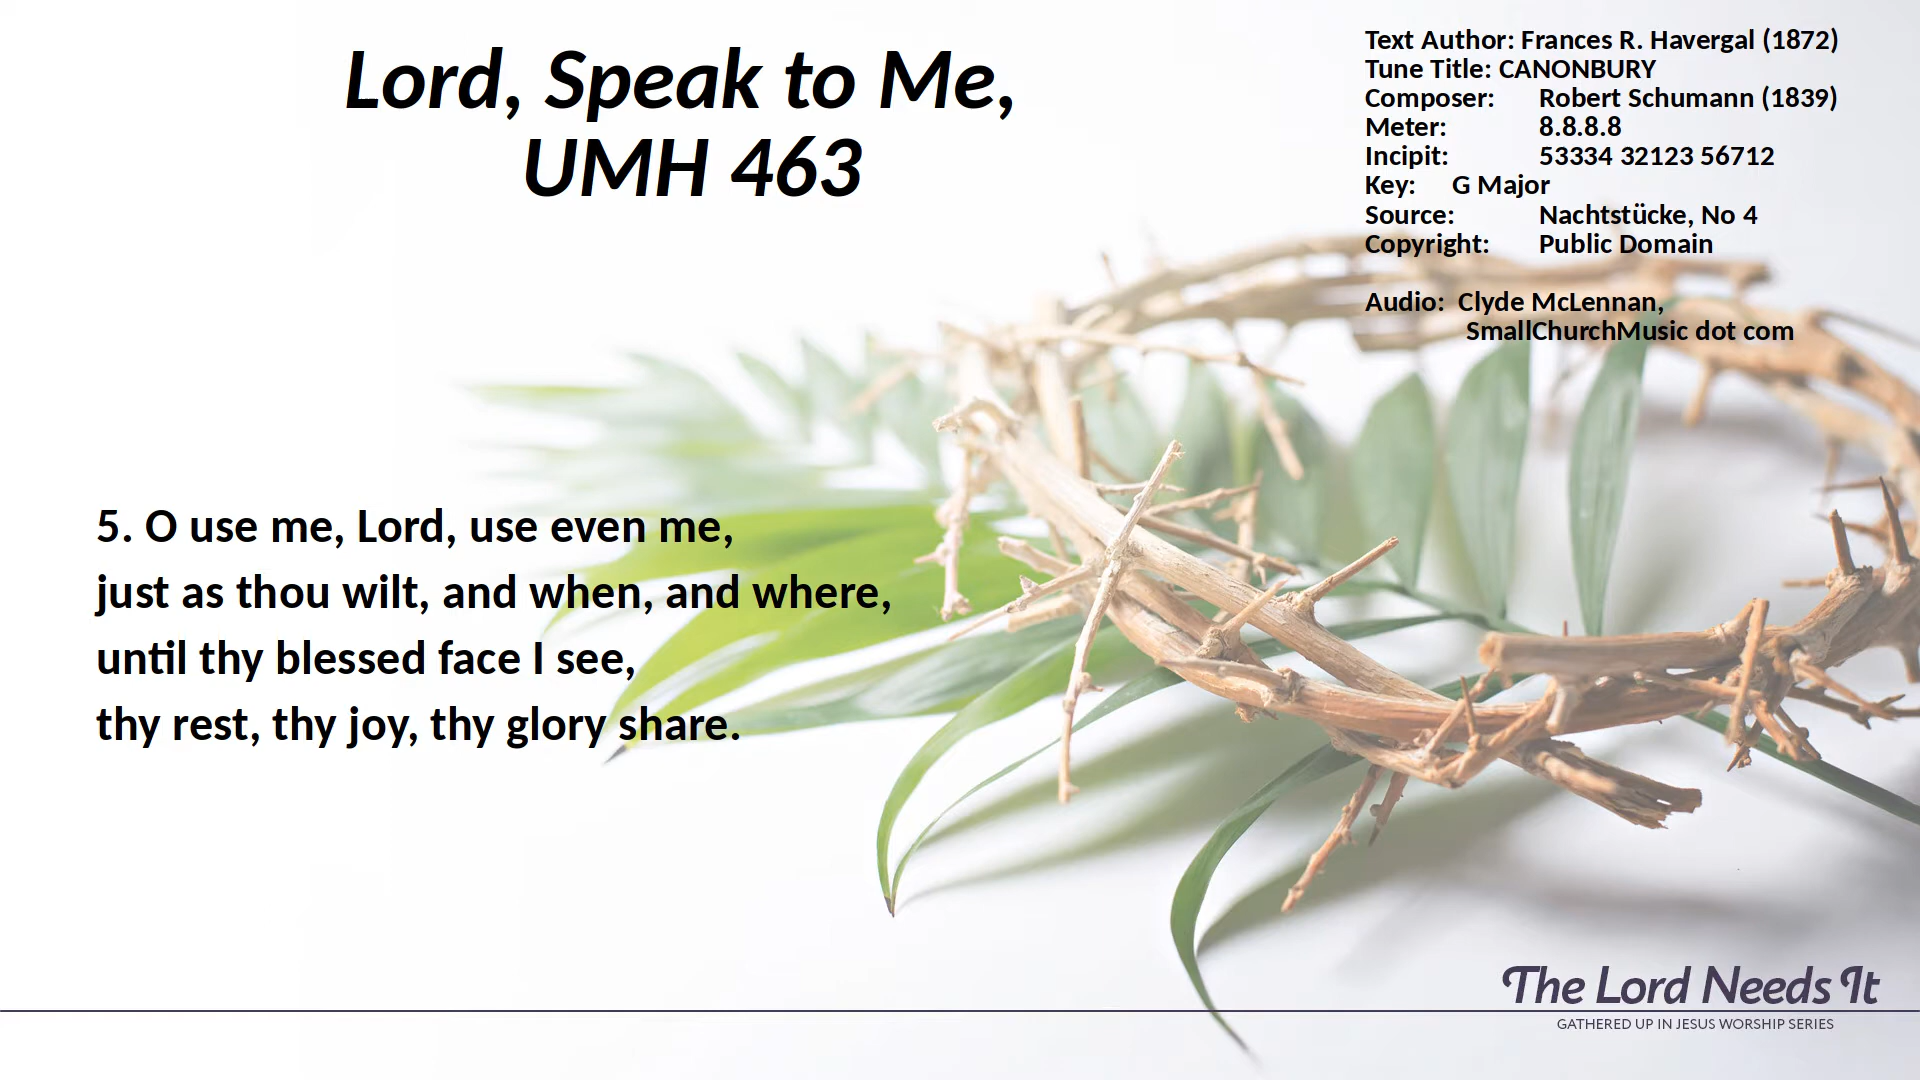 Lord, Speak to Me,
UMH 463
Text Author: Frances R. Havergal (1872)
Tune Title: CANONBURY
Composer: Robert Schumann (1839)
Meter: 8.8.8.8
Incipit: 53334 32123 56712
Key: G Major
Source: Nachtstücke, No 4
Copyright: Public Domain
Audio: Clyde McLennan,
SmallChurchMusic dot com
5. O use me, Lord, use even me,
just as thou wilt, and when, and where,
until thy blessed face I see,
thy rest, thy joy, thy glory share.
The Lord Needs It
GATHERED UP IN JESUS WORSHIP SERIES